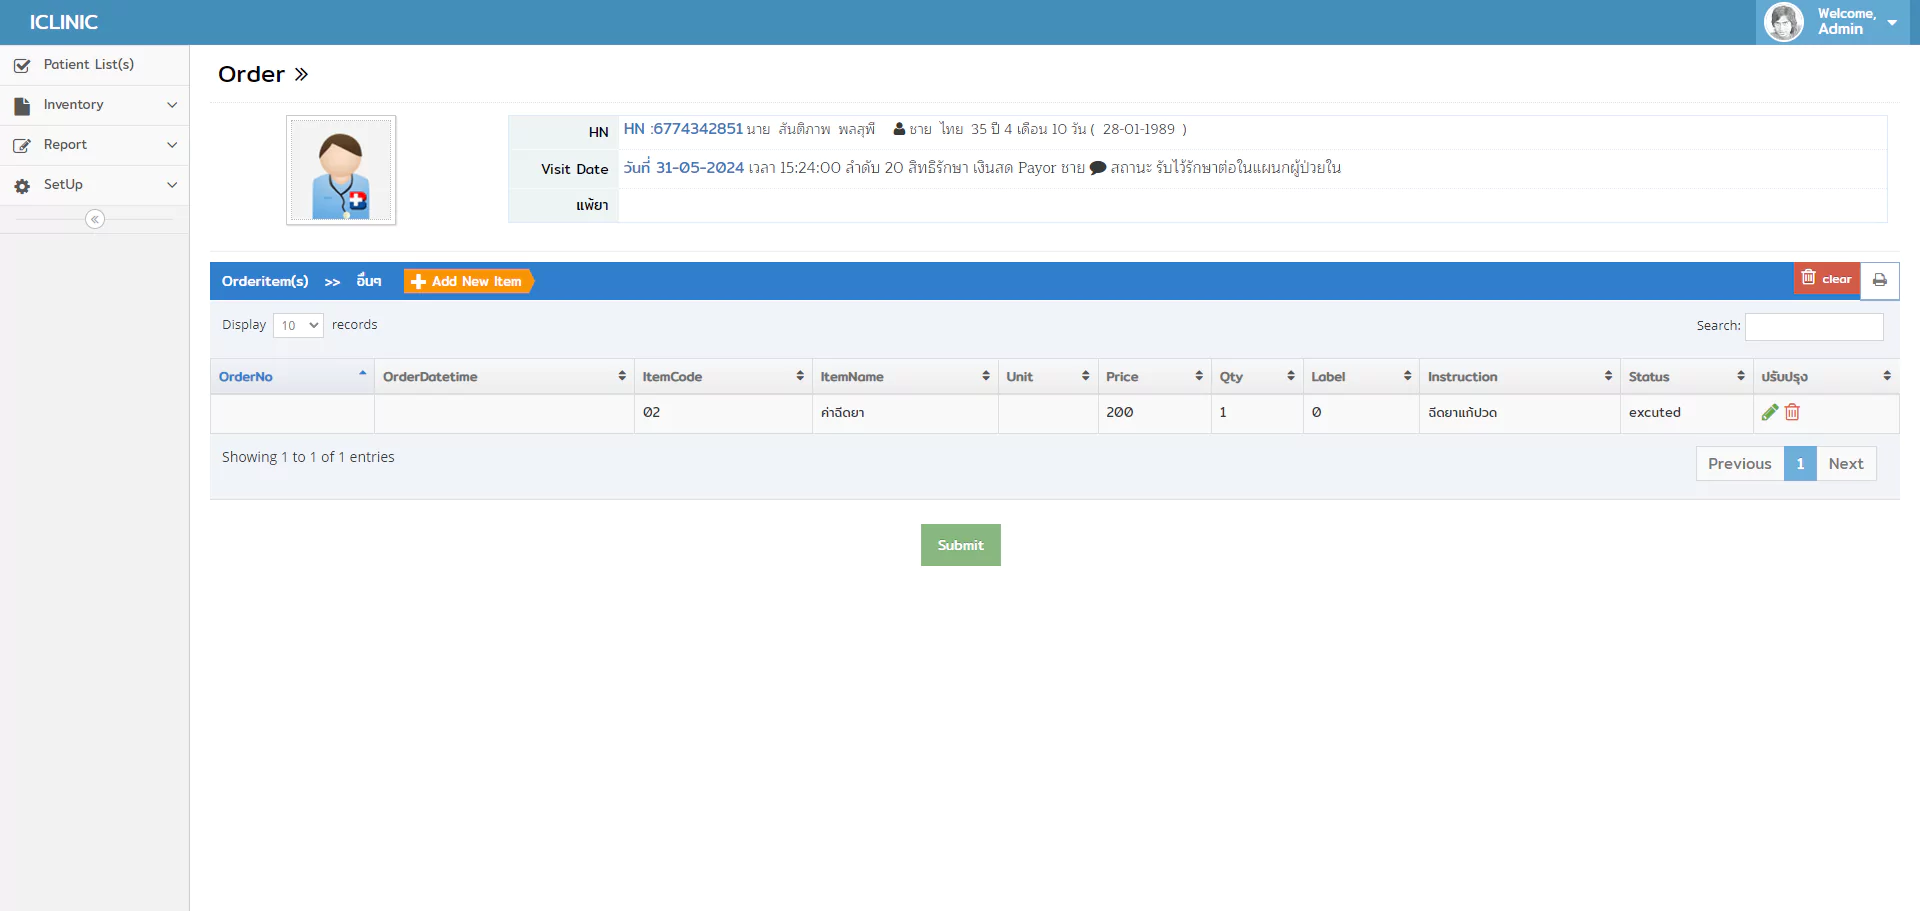 ICLINIC
Welcome,
Admin
Patient List(s)
Inventory
Report
SetUp
Order »
HN
HN :6774342851 นาย สันติภาพ พลสุพี ชาย ไทย 35 ปี 4 เดือน 10 วัน ( 28-01-1989 )
Visit Date
วันที่ 31-05-2024 เวลา 15:24:00 ลำดับ 20 สิทธิรักษา เงินสด Payor ชาย สถานะ รับไว้รักษาต่อในแผนกผู้ป่วยใน
แพ้ยา
Orderitem(s) >> อื่นๆ Add New Item
clear
Display 10 records
Search:
OrderNo OrderDatetime ItemCode ItemName Unit Price Qty Label Instruction Status ปรับปรุง
02 ค่าฉีดยา 200 1 0 ฉีดยาแก้ปวด excuted
Showing 1 to 1 of 1 entries
Previous 1 Next
Submit